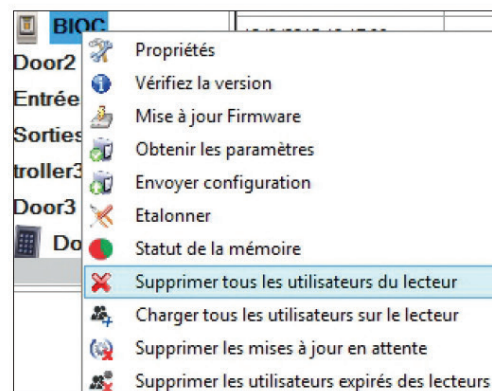 BIOC
Propriétés
Door2
Vérifiez la version
Entrée
Mise à jour Firmware
Sorties
Obtenir les paramètres
troller3
Envoyer configuration
Door3
Etalonner
Do
Statut de la mémoire
Supprimer tous les utilisateurs du lecteur
Charger tous les utilisateurs sur le lecteur
Supprimer les mises à jour en attente
Supprimer les utilisateurs expirés des lecteurs